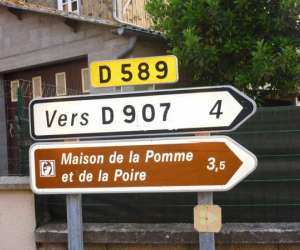 D 589
Vers D 907 4
Maison de la Pomme
et de la Poire 3,5